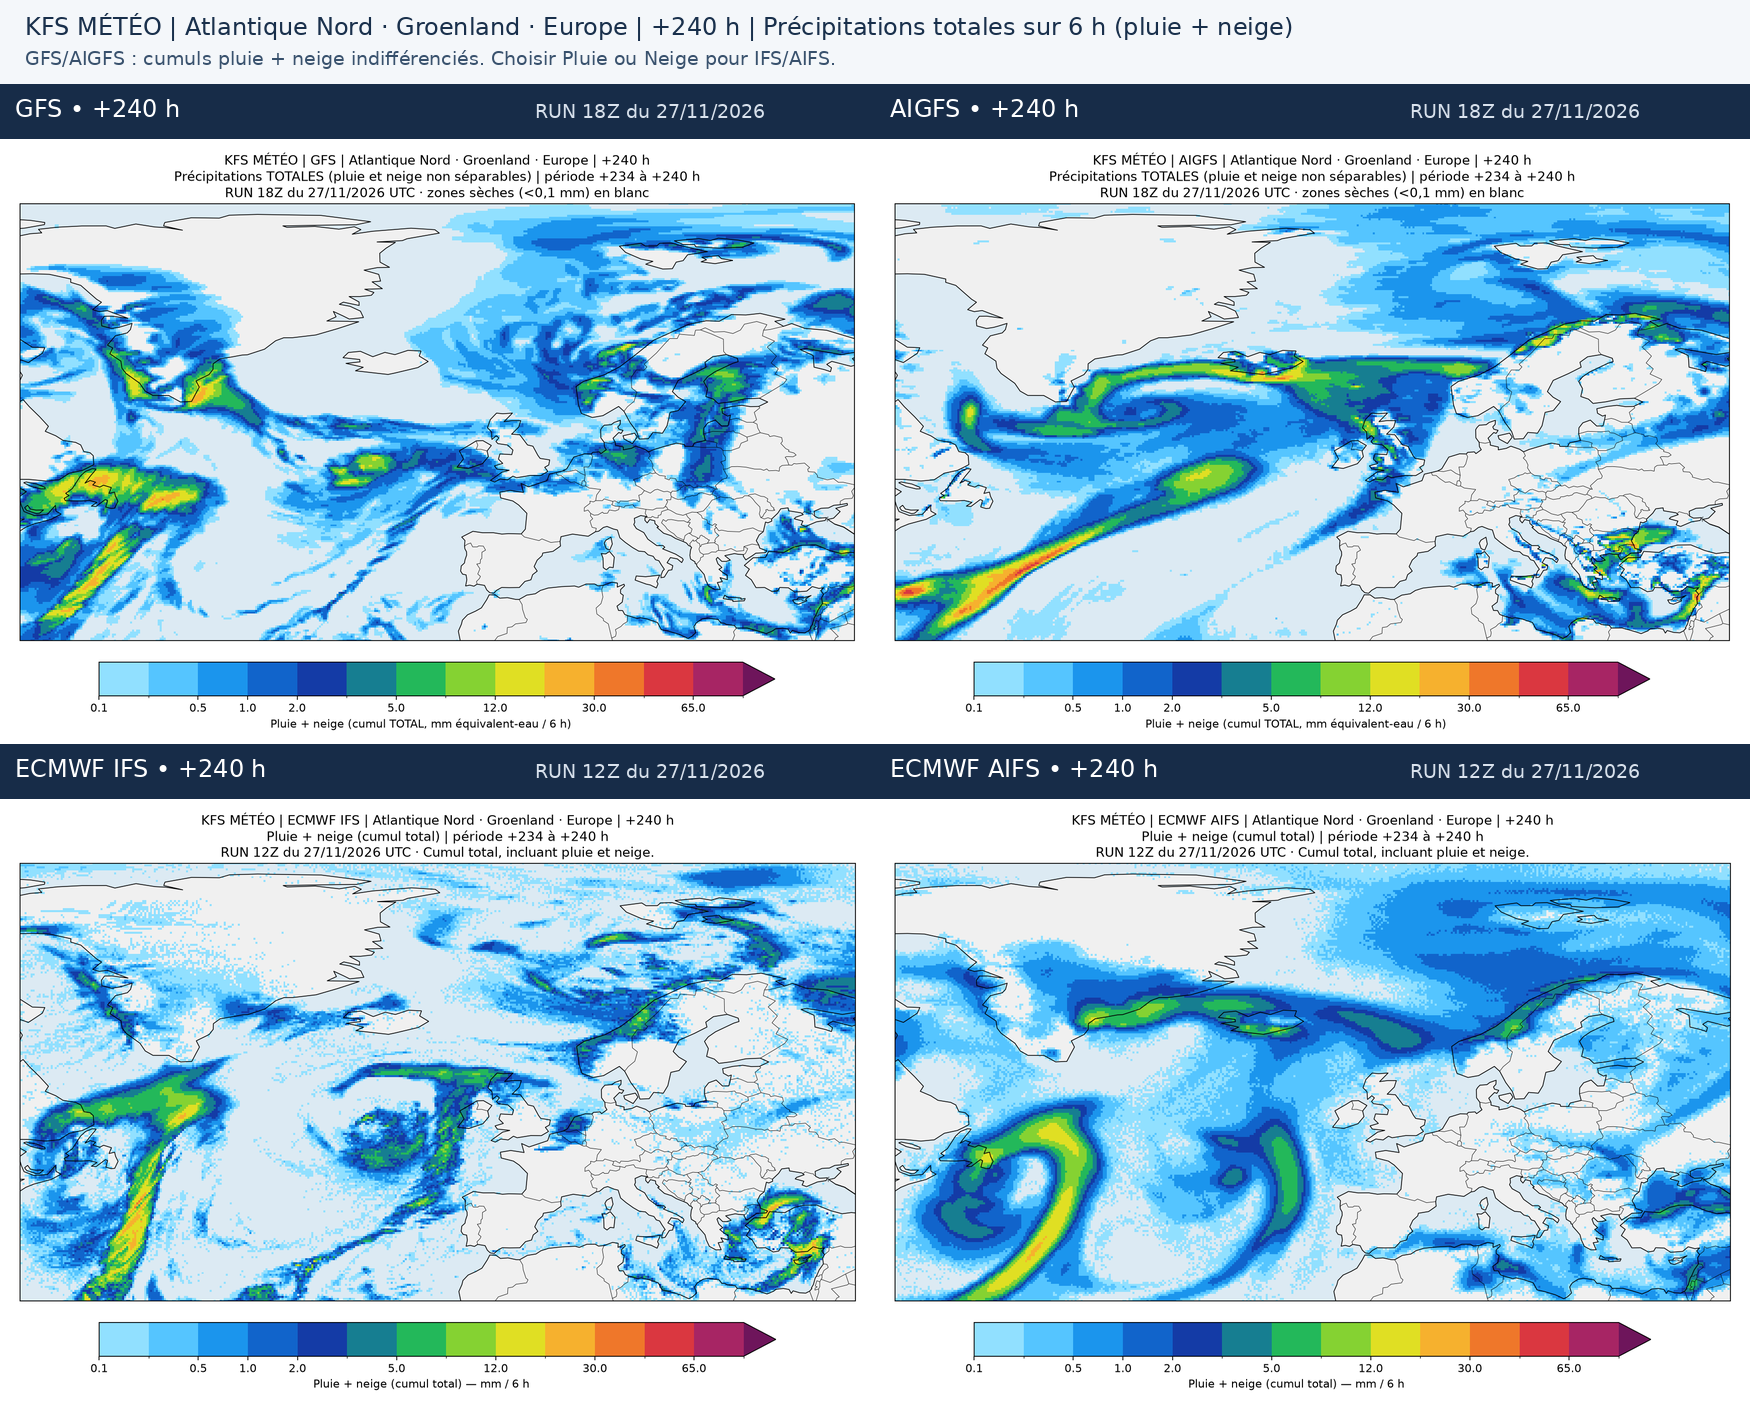 KFS MÉTÉO | Atlantique Nord · Groenland · Europe | +240 h | Précipitations totales sur 6 h (pluie + neige)
GFS/AIGFS : cumuls pluie + neige indifférenciés. Choisir Pluie ou Neige pour IFS/AIFS.
GFS • +240 h
RUN 18Z du 27/11/2026
KFS MÉTÉO | GFS | Atlantique Nord · Groenland · Europe | +240 h
Précipitations TOTALES (pluie et neige non séparables) | période +234 à +240 h
RUN 18Z du 27/11/2026 UTC · zones sèches (<0,1 mm) en blanc
0.1 0.5 1.0 2.0 5.0 12.0 30.0 65.0
Pluie + neige (cumul TOTAL, mm équivalent-eau / 6 h)
AIGFS • +240 h
RUN 18Z du 27/11/2026
KFS MÉTÉO | AIGFS | Atlantique Nord · Groenland · Europe | +240 h
Précipitations TOTALES (pluie et neige non séparables) | période +234 à +240 h
RUN 18Z du 27/11/2026 UTC · zones sèches (<0,1 mm) en blanc
0.1 0.5 1.0 2.0 5.0 12.0 30.0 65.0
Pluie + neige (cumul TOTAL, mm équivalent-eau / 6 h)
ECMWF IFS • +240 h
RUN 12Z du 27/11/2026
KFS MÉTÉO | ECMWF IFS | Atlantique Nord · Groenland · Europe | +240 h
Pluie + neige (cumul total) | période +234 à +240 h
RUN 12Z du 27/11/2026 UTC · Cumul total, incluant pluie et neige.
0.1 0.5 1.0 2.0 5.0 12.0 30.0 65.0
Pluie + neige (cumul total) — mm / 6 h
ECMWF AIFS • +240 h
RUN 12Z du 27/11/2026
KFS MÉTÉO | ECMWF AIFS | Atlantique Nord · Groenland · Europe | +240 h
Pluie + neige (cumul total) | période +234 à +240 h
RUN 12Z du 27/11/2026 UTC · Cumul total, incluant pluie et neige.
0.1 0.5 1.0 2.0 5.0 12.0 30.0 65.0
Pluie + neige (cumul total) — mm / 6 h